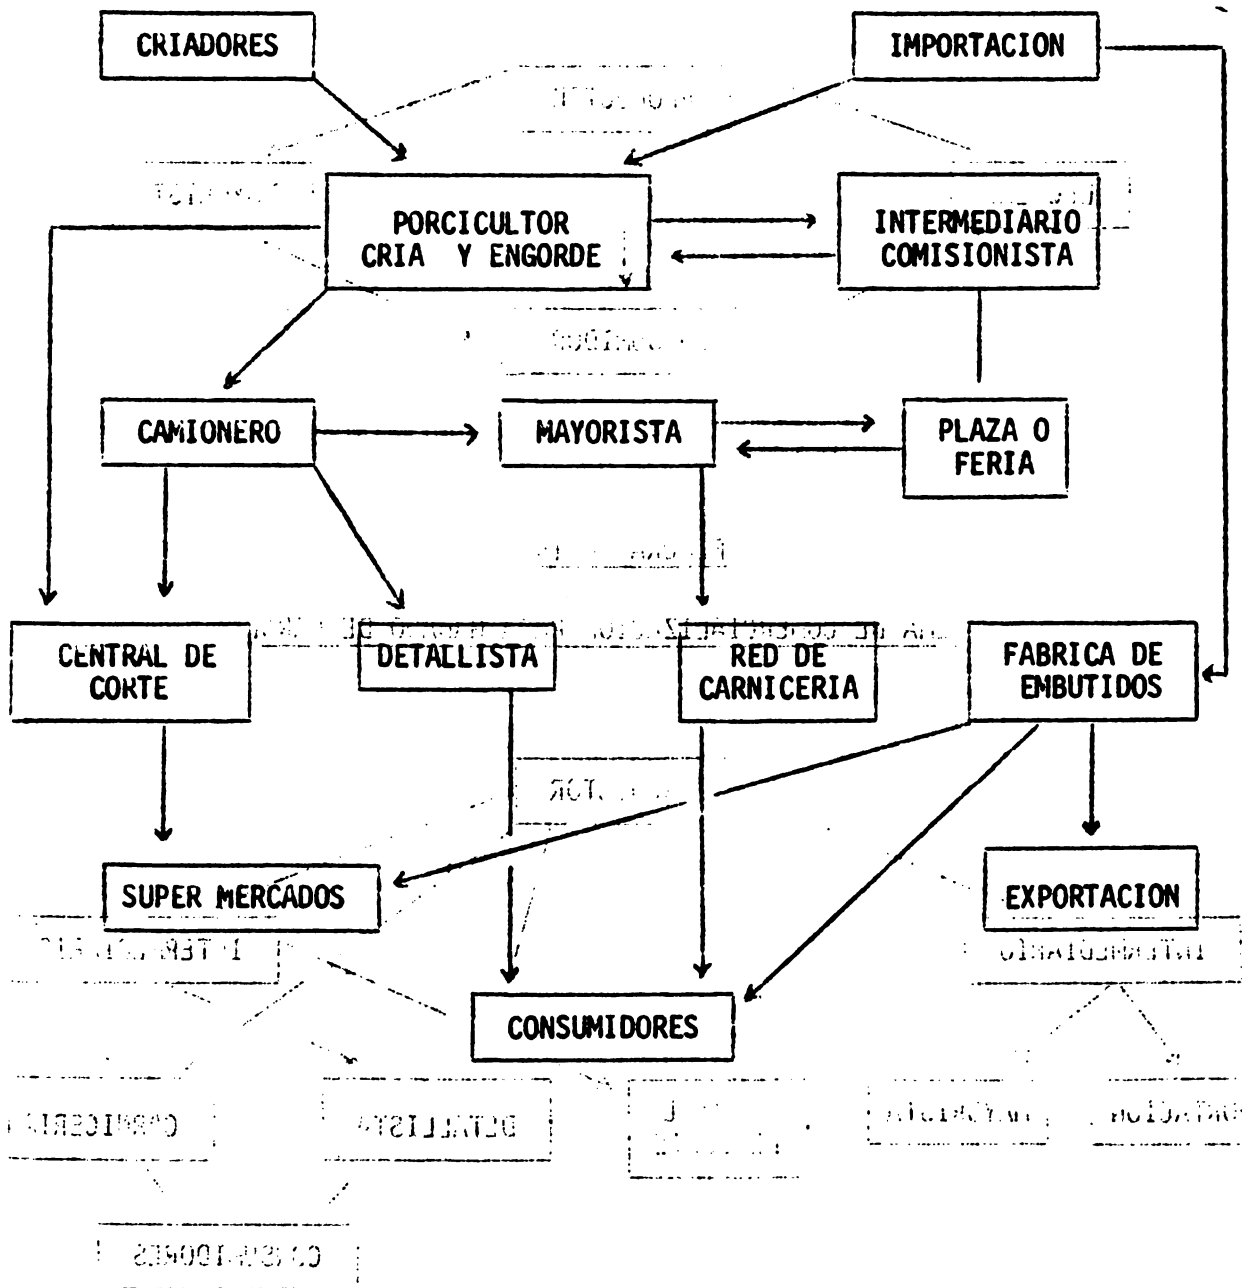 CRIADORES
IMPORTACION
PORCICULTOR
CRIA Y ENGORDE
INTERMEDIARIO
COMISIONISTA
CAMIONERO
MAYORISTA
PLAZA O
FERIA
CENTRAL DE
CORTE
DETALLISTA
RED DE
CARNICERIA
FABRICA DE
EMBUTIDOS
SUPER MERCADOS
EXPORTACION
CONSUMIDORES